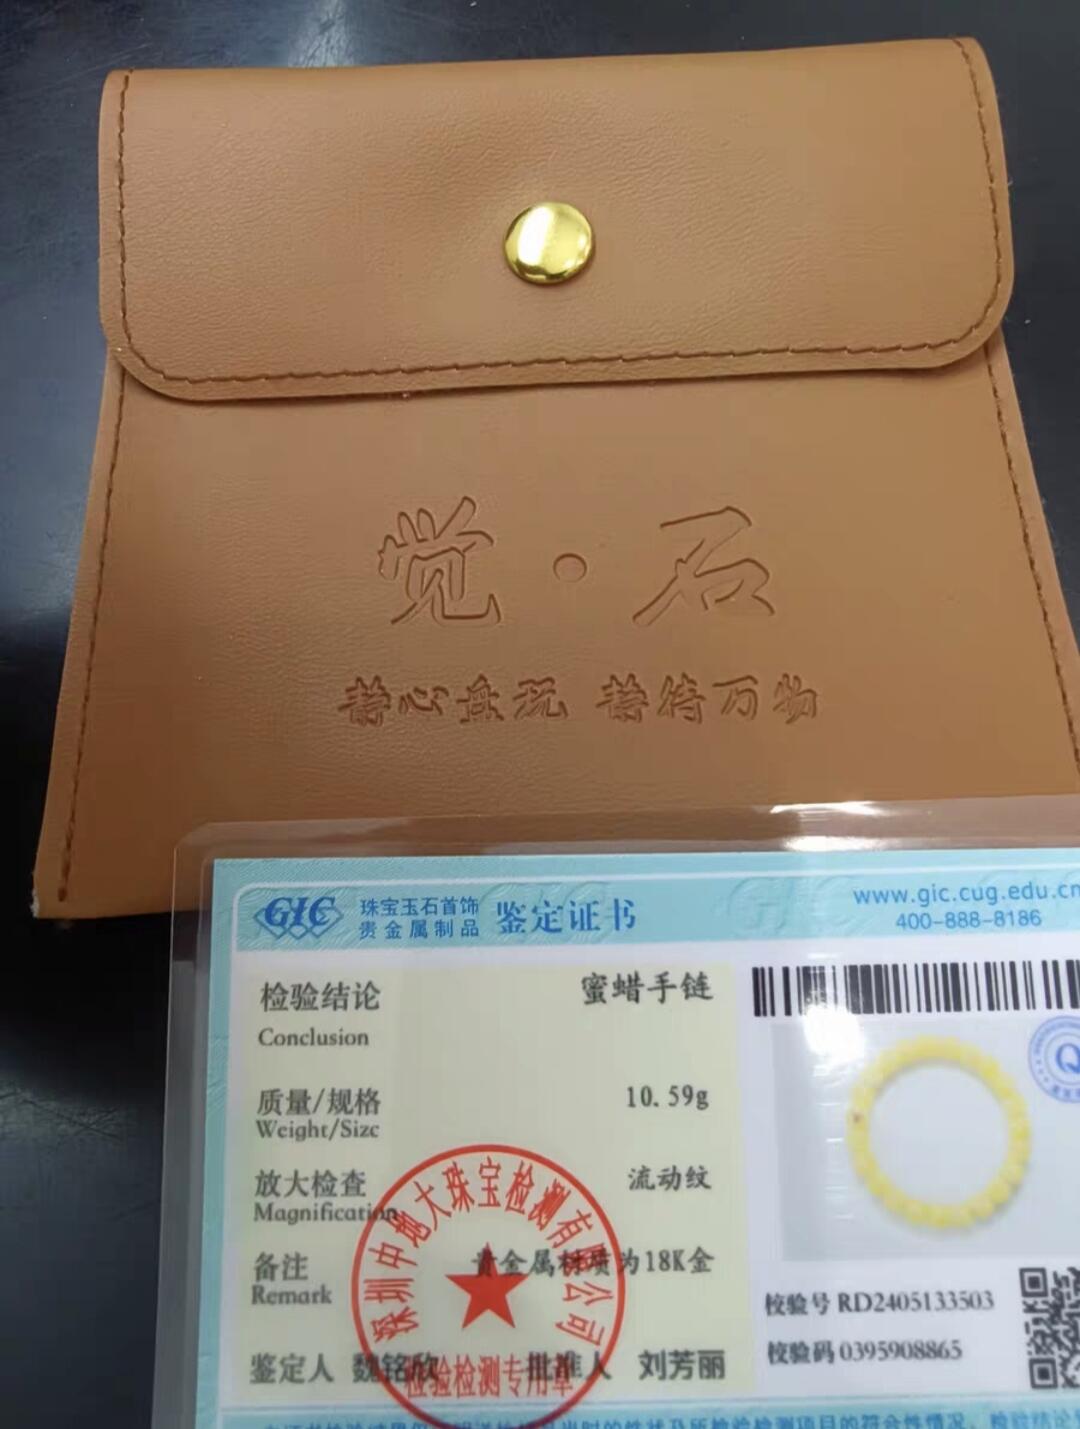 觉·石
静心盘玩 静待万物
GIC 珠宝玉石首饰
贵金属制品 鉴定证书
www.gic.cug.edu.cn
400-888-8186
检验结论 蜜蜡手链
Conclusion
质量/规格 10.59g
Weight/Size
放大检查 流动纹
Magnification
备注 贵金属材质为18K金
Remark
鉴定人 魏铭欣 批准人 刘芳丽
深圳中地大珠宝检测有限公司
检验检测专用章
Q
校验号 RD2405133503
校验码 0395908865